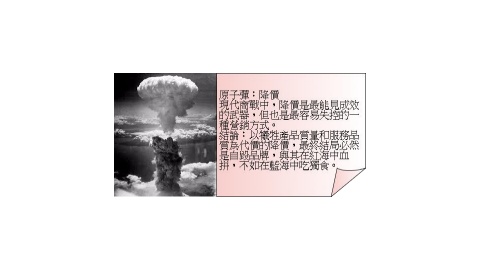 原子彈：降價
現代商戰中，降價是最能見成效
的武器，但也是最容易失控的一
種營銷方式。
結論：以犧牲產品質量和服務品
質為代價的降價，最終結局必然
是自毀品牌，與其在紅海中血
拼，不如在藍海中吃獨食。